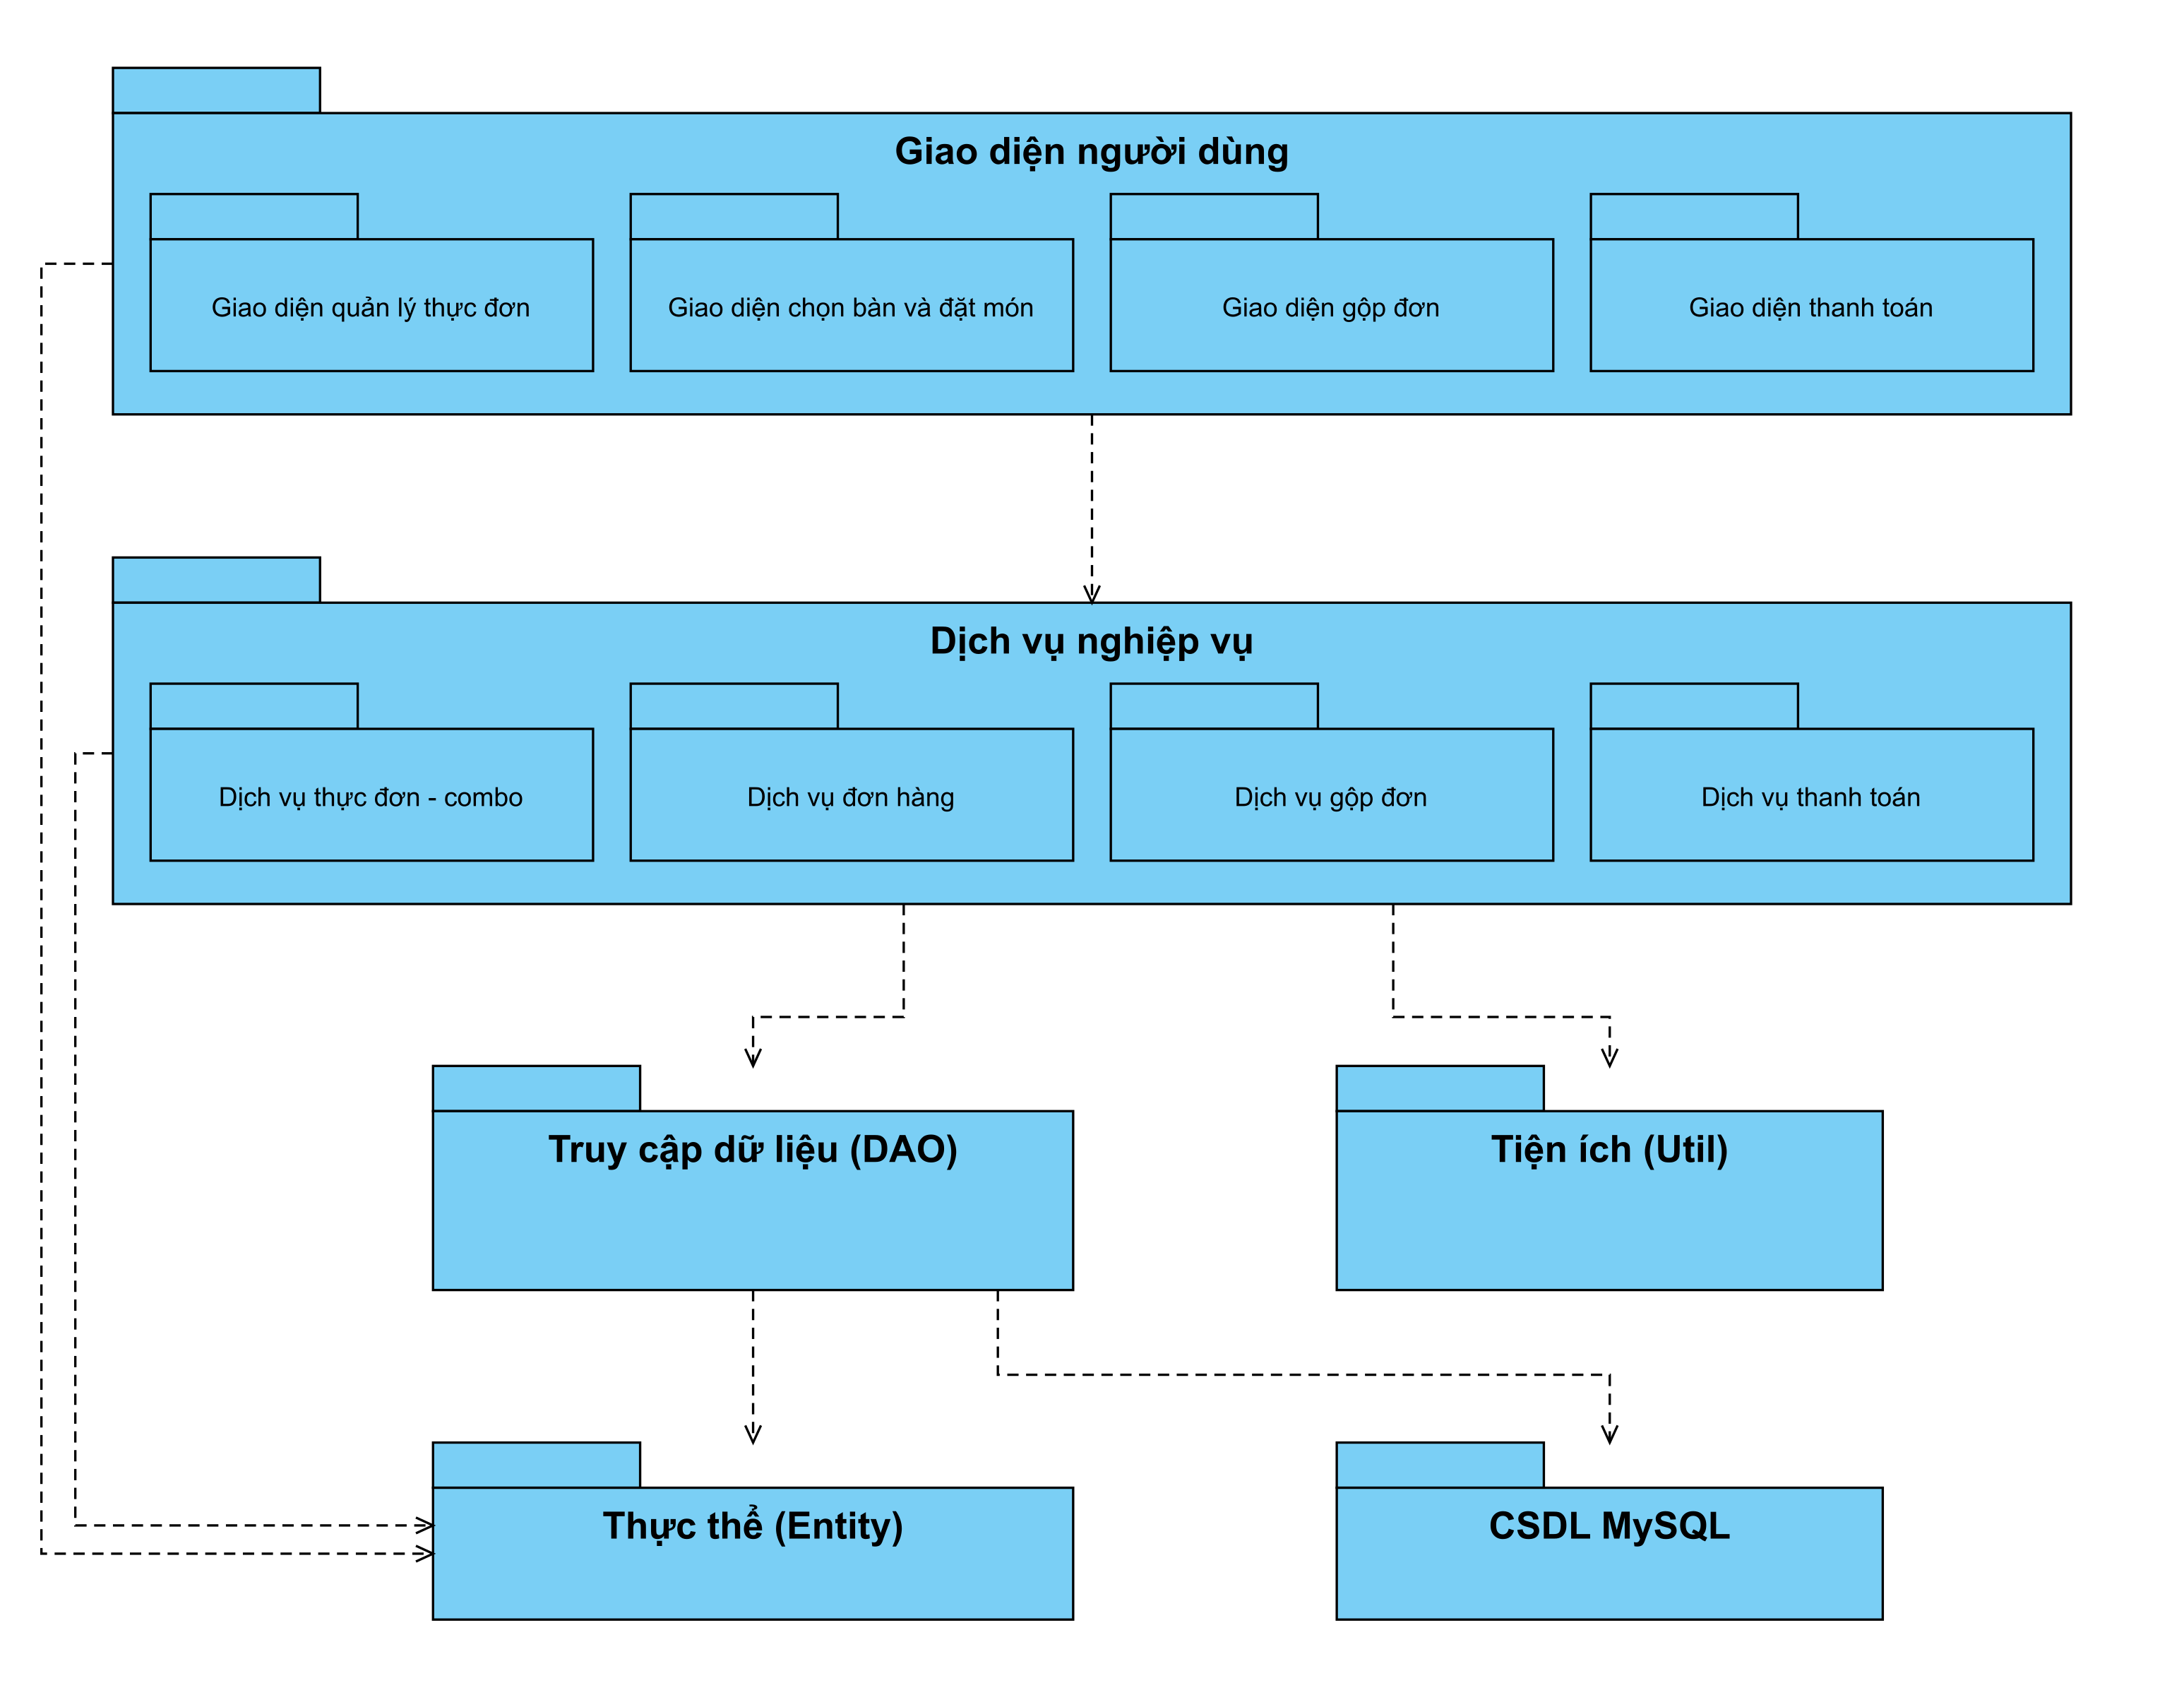 Giao diện người dùng
Giao diện quản lý thực đơn
Giao diện chọn bàn và đặt món
Giao diện gộp đơn
Giao diện thanh toán
Dịch vụ nghiệp vụ
Dịch vụ thực đơn - combo
Dịch vụ đơn hàng
Dịch vụ gộp đơn
Dịch vụ thanh toán
Truy cập dữ liệu (DAO)
Tiện ích (Util)
Thực thể (Entity)
CSDL MySQL